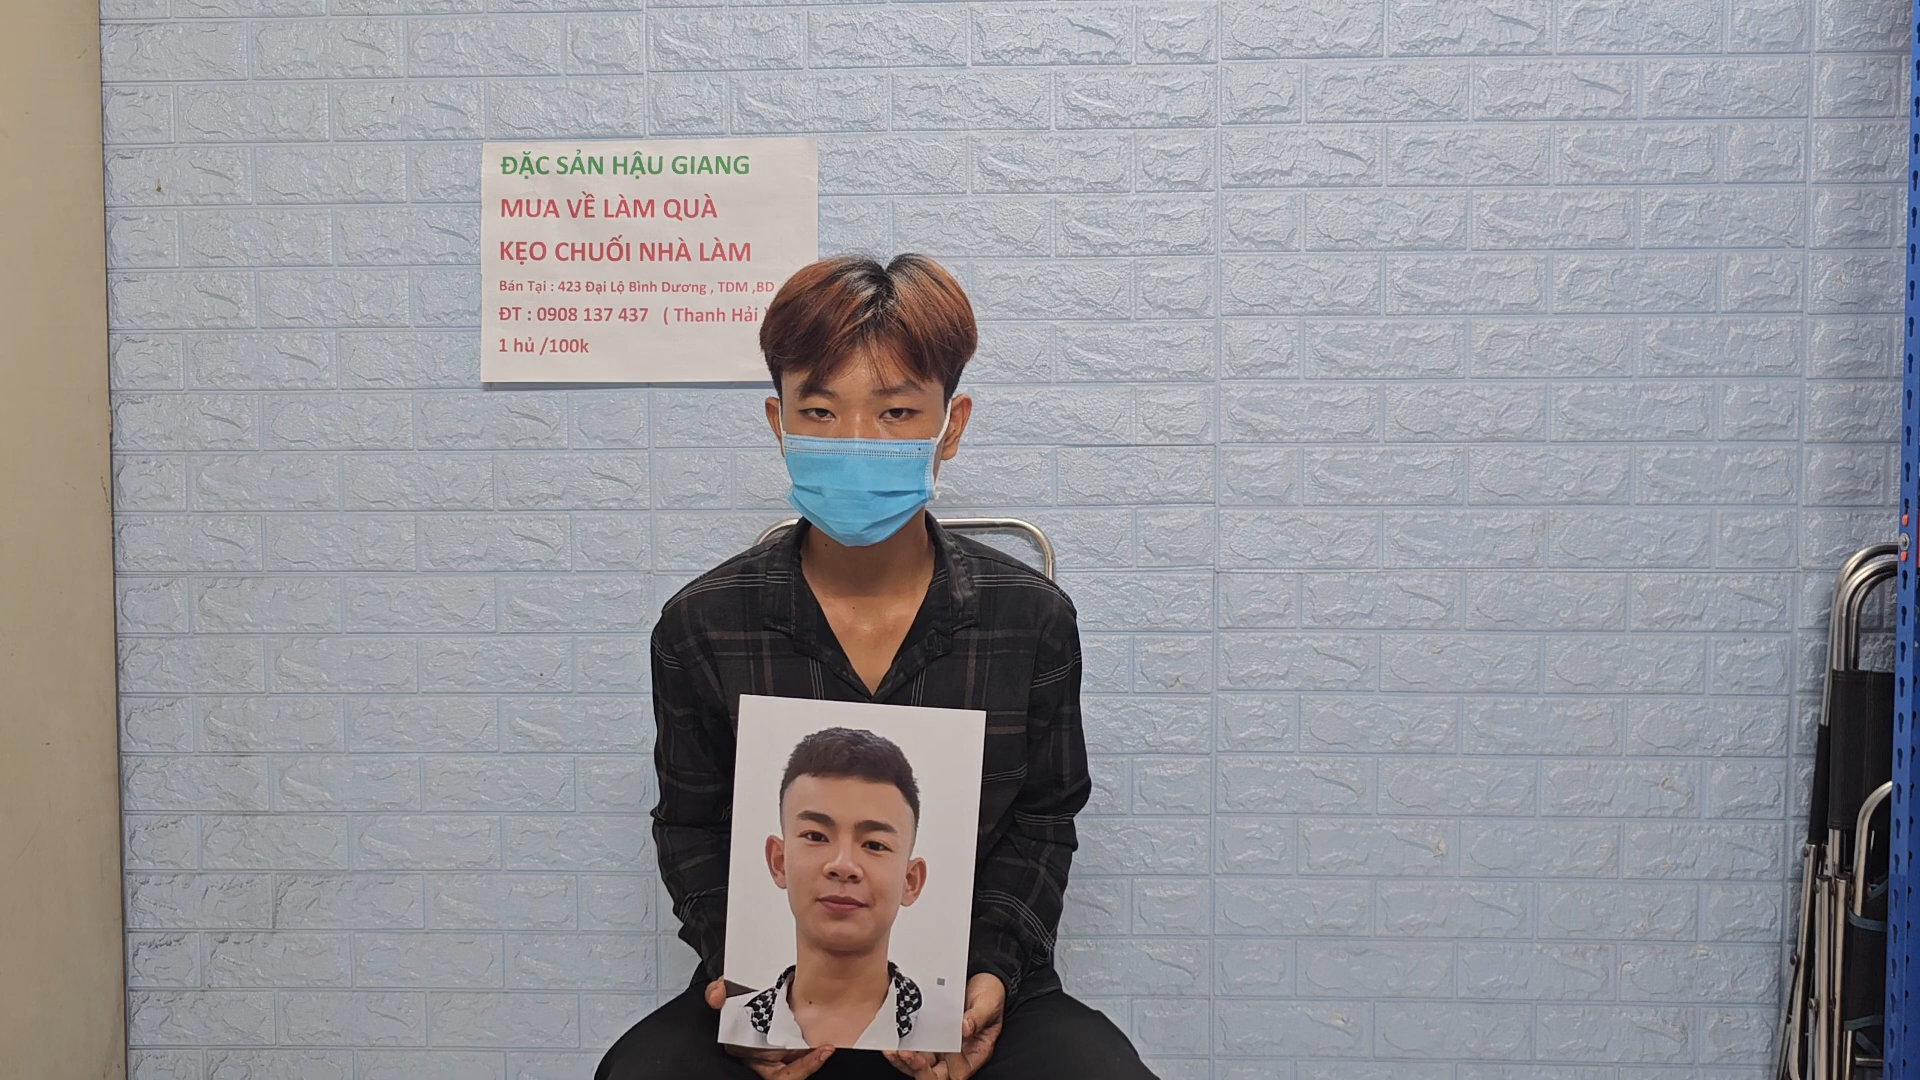 ĐẶC SẢN HẬU GIANG
MUA VỀ LÀM QUÀ
KẸO CHUỐI NHÀ LÀM
Bán Tại : 423 Đại Lộ Bình Dương , TDM ,BD
ĐT : 0908 137 437 ( Thanh Hải )
1 hủ /100k